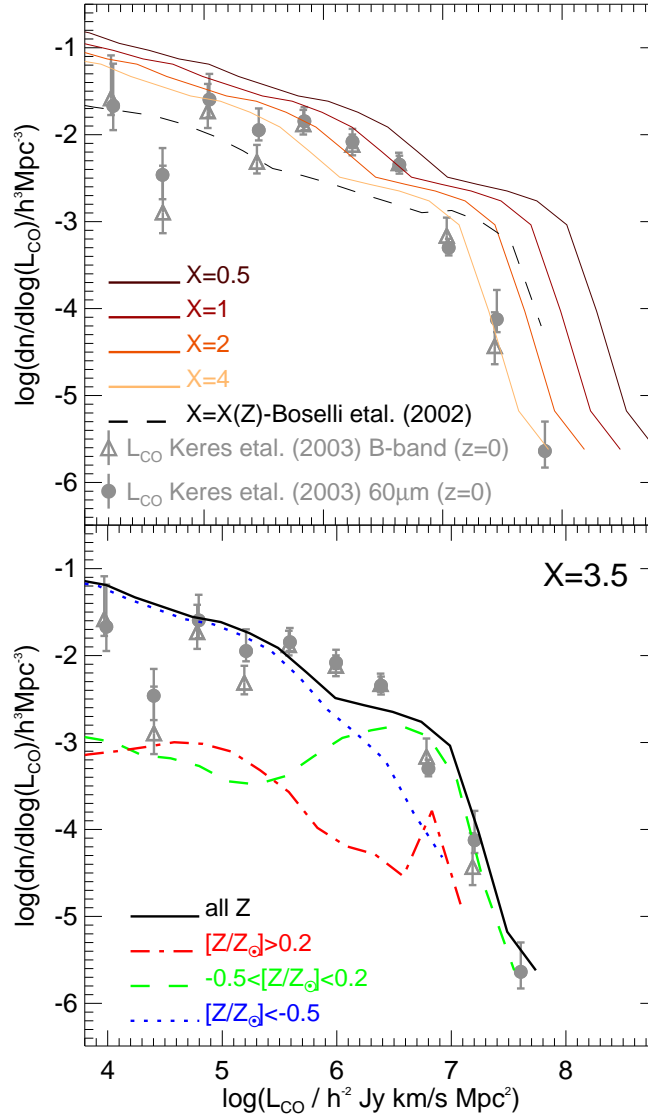 -1
-2
-3
-4
-5
-6
log(dn/dlog(L_CO)/h³Mpc⁻³)
X=0.5
X=1
X=2
X=4
X=X(Z)-Boselli etal. (2002)
L_CO Keres etal. (2003) B-band (z=0)
L_CO Keres etal. (2003) 60μm (z=0)
X=3.5
-1
-2
-3
-4
-5
-6
log(dn/dlog(L_CO)/h³Mpc⁻³)
all Z
[Z/Z_⊙]>0.2
-0.5<[Z/Z_⊙]<0.2
[Z/Z_⊙]<-0.5
4 5 6 7 8
log(L_CO / h⁻² Jy km/s Mpc²)